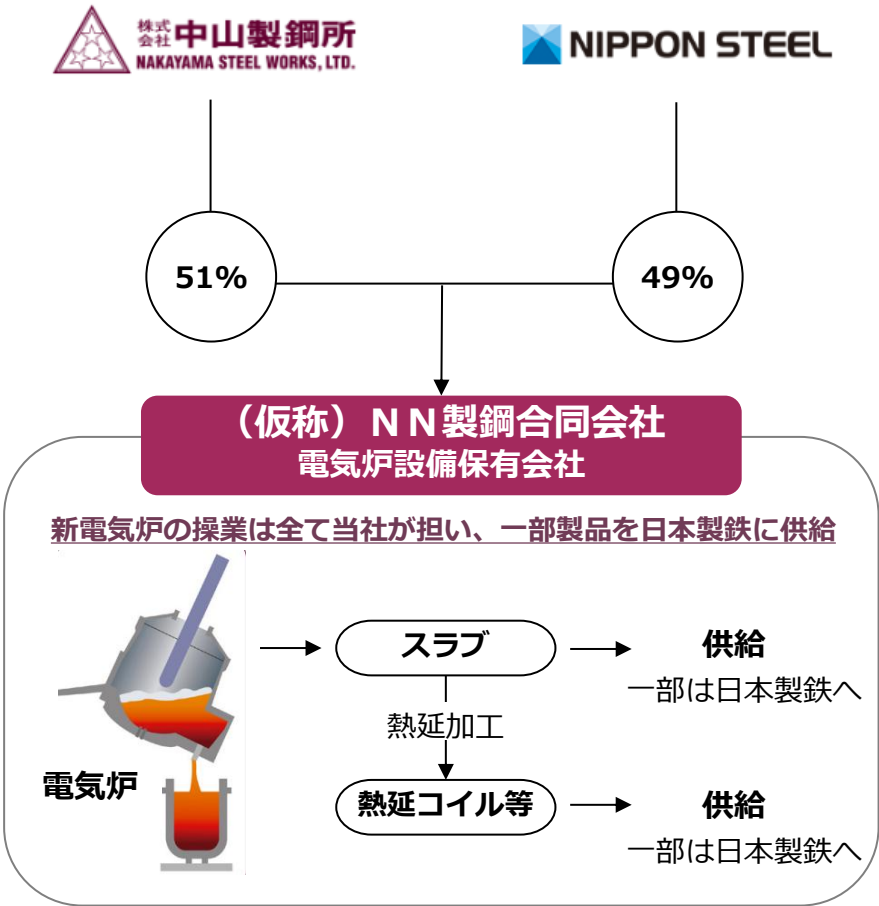 株式会社 中山製鋼所
NAKAYAMA STEEL WORKS, LTD.
NIPPON STEEL
51%
49%
（仮称）ＮＮ製鋼合同会社
電気炉設備保有会社
新電気炉の操業は全て当社が担い、一部製品を日本製鉄に供給
スラブ
供給
一部は日本製鉄へ
熱延加工
電気炉
熱延コイル等
供給
一部は日本製鉄へ